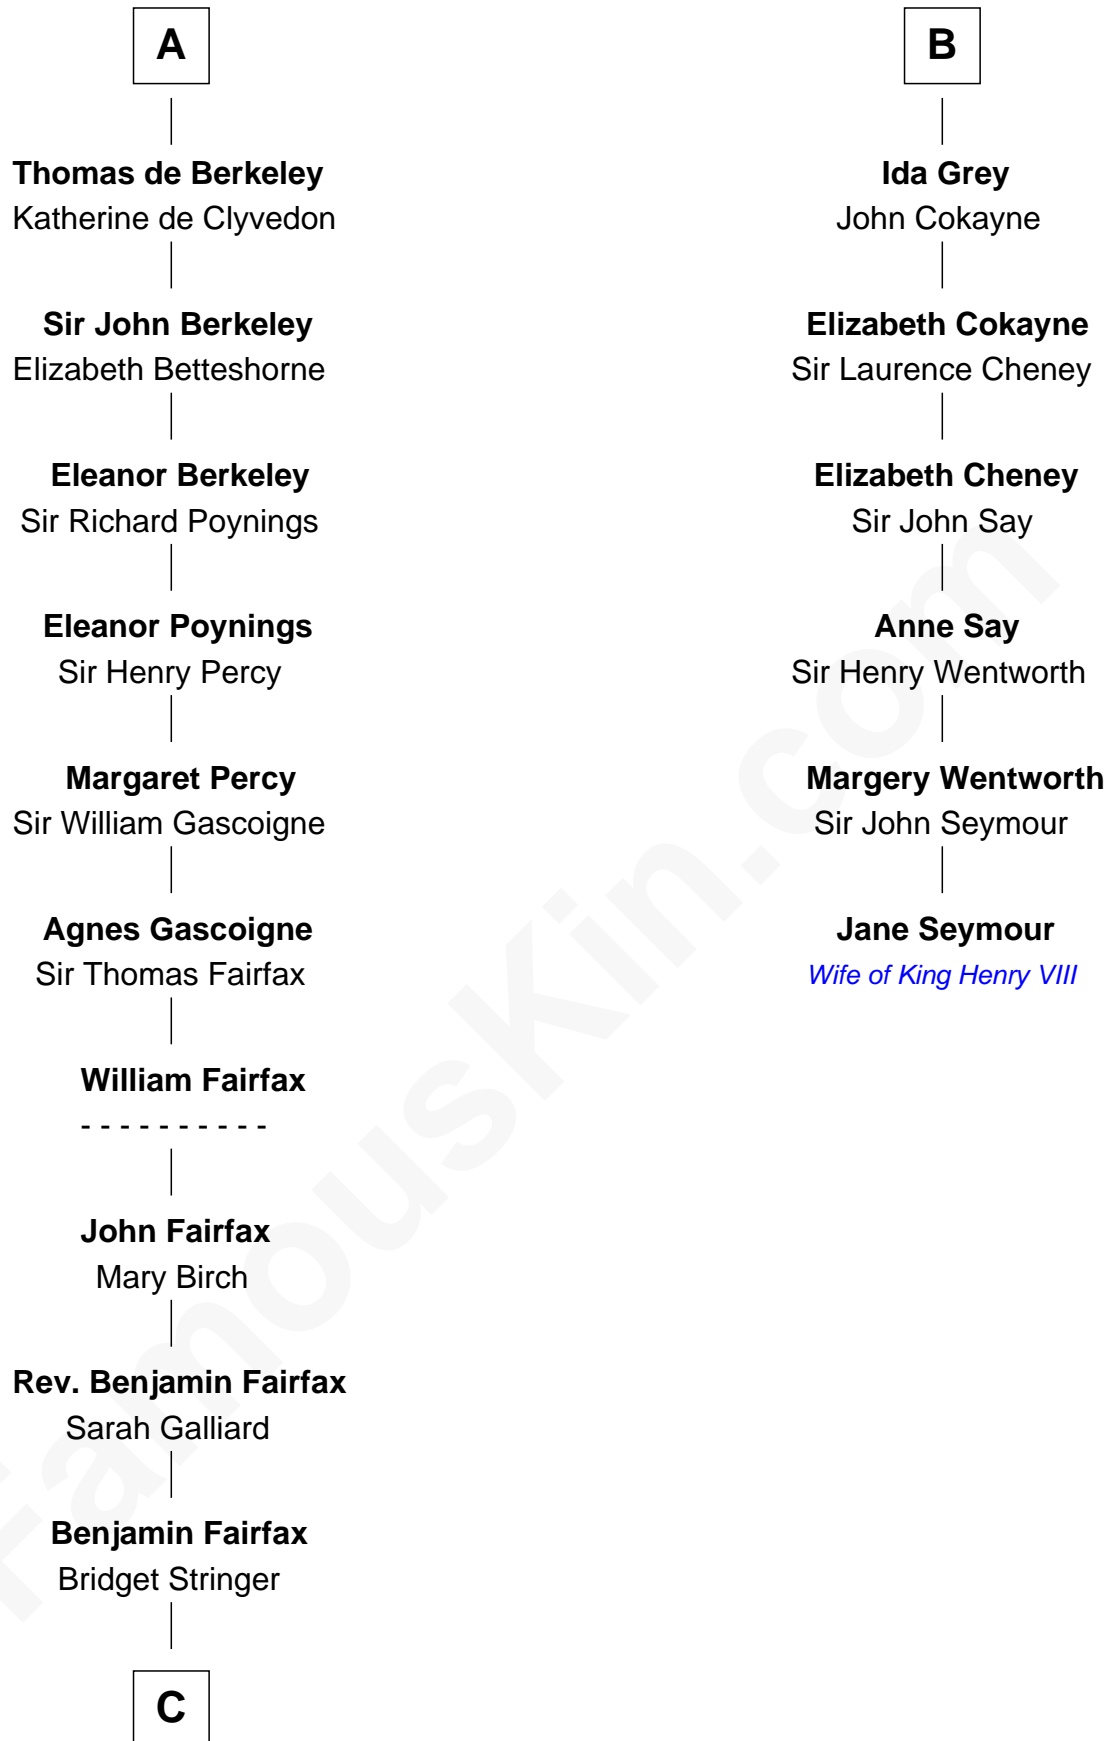 A
Thomas de Berkeley
Katherine de Clyvedon
Sir John Berkeley
Elizabeth Betteshorne
Eleanor Berkeley
Sir Richard Poynings
Eleanor Poynings
Sir Henry Percy
Margaret Percy
Sir William Gascoigne
Agnes Gascoigne
Sir Thomas Fairfax
William Fairfax
- - - - - - - - - -
John Fairfax
Mary Birch
Rev. Benjamin Fairfax
Sarah Galliard
Benjamin Fairfax
Bridget Stringer
C
B
Ida Grey
John Cokayne
Elizabeth Cokayne
Sir Laurence Cheney
Elizabeth Cheney
Sir John Say
Anne Say
Sir Henry Wentworth
Margery Wentworth
Sir John Seymour
Jane Seymour
Wife of King Henry VIII
FamousKin.com